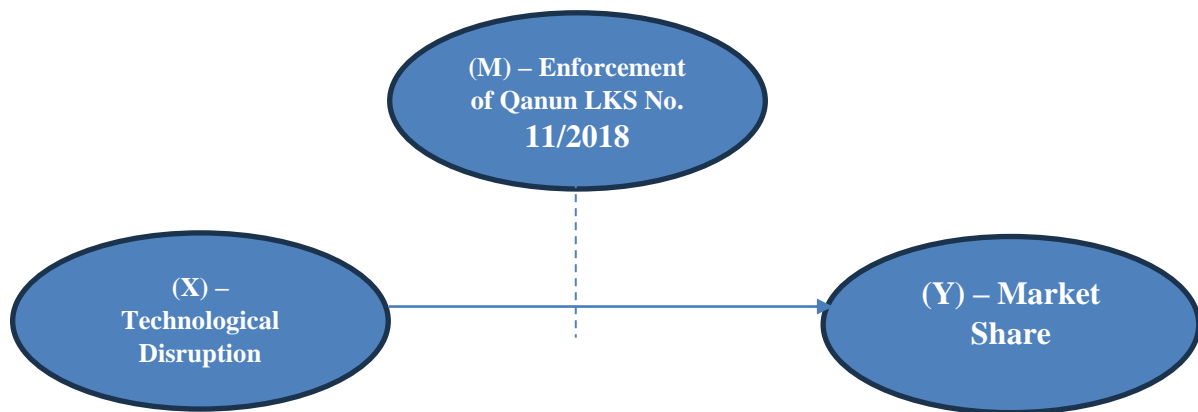 (M) – Enforcement
of Qanun LKS No.
11/2018
(X) –
Technological
Disruption
(Y) – Market
Share